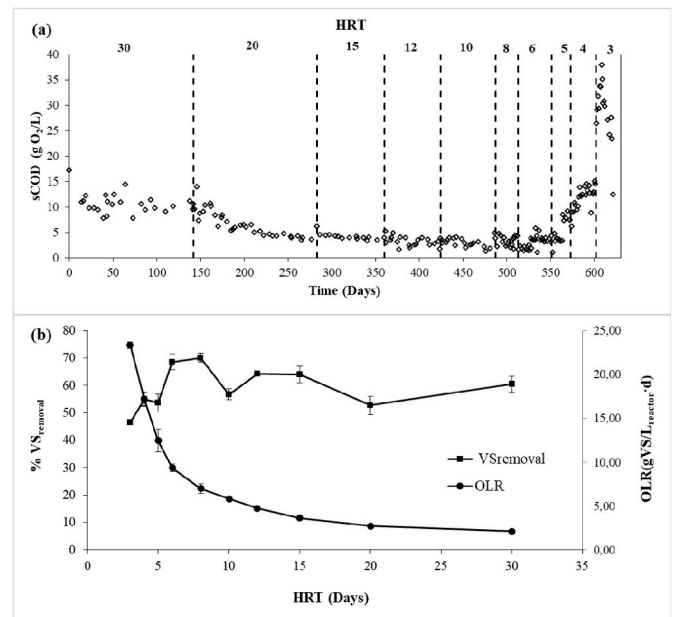 (a)
HRT
30 20 15 12 10 8 6 5 4 3
sCOD (g O2/L)
40
35
30
25
20
15
10
5
0
0 50 100 150 200 250 300 350 400 450 500 550 600
Time (Days)
(b)
% VSremoval
80
70
60
50
40
30
20
10
0
25,00
20,00
15,00
10,00
5,00
0,00
OLR(gVS/Lreactor·d)
VSremoval
OLR
0 5 10 15 20 25 30 35
HRT (Days)